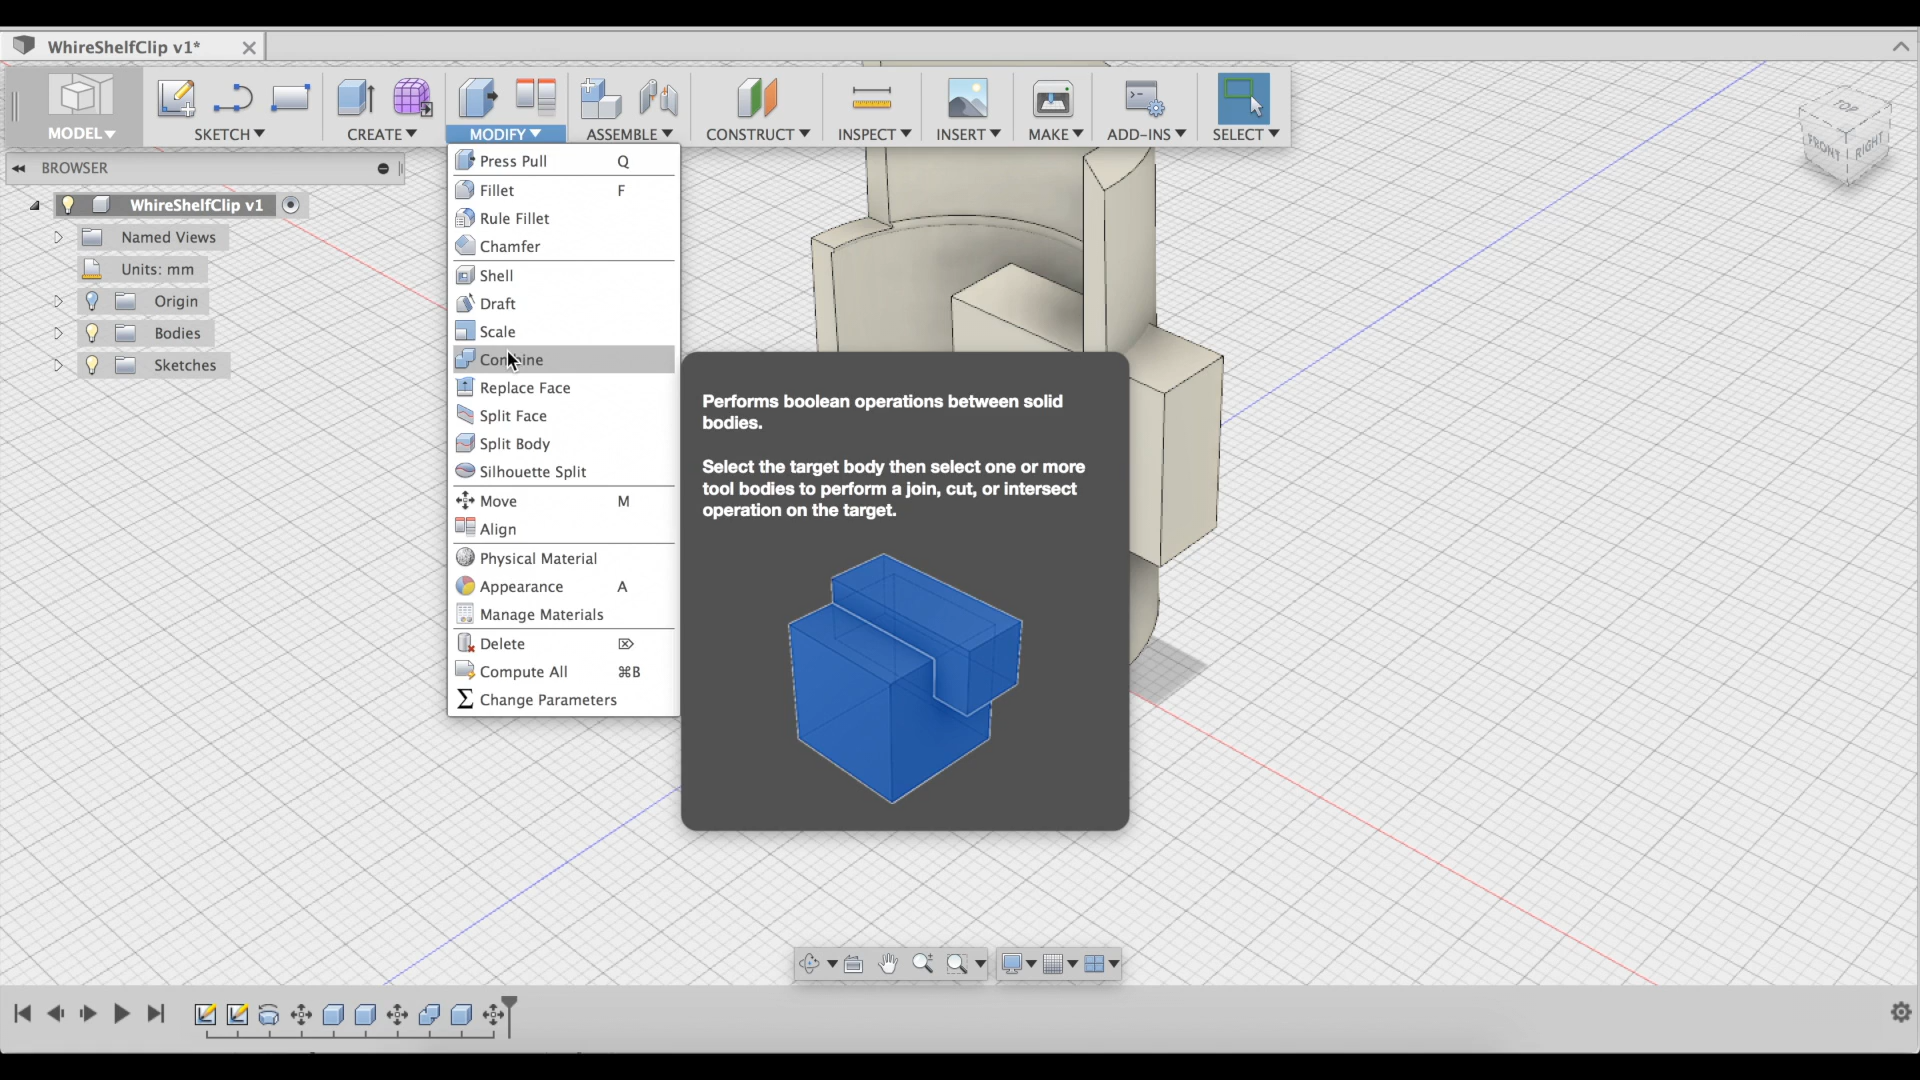 WhireShelfClip v1*
MODEL
SKETCH
CREATE
MODIFY
ASSEMBLE
CONSTRUCT
INSPECT
INSERT
MAKE
ADD-INS
SELECT
BROWSER
WhireShelfClip v1
Named Views
Units: mm
Origin
Bodies
Sketches
Press Pull Q
Fillet F
Rule Fillet
Chamfer
Shell
Draft
Scale
Combine
Replace Face
Split Face
Split Body
Silhouette Split
Move M
Align
Physical Material
Appearance A
Manage Materials
Delete ⌦
Compute All ⌘B
Change Parameters
Performs boolean operations between solid
bodies.
Select the target body then select one or more
tool bodies to perform a join, cut, or intersect
operation on the target.
TOP
FRONT
RIGHT